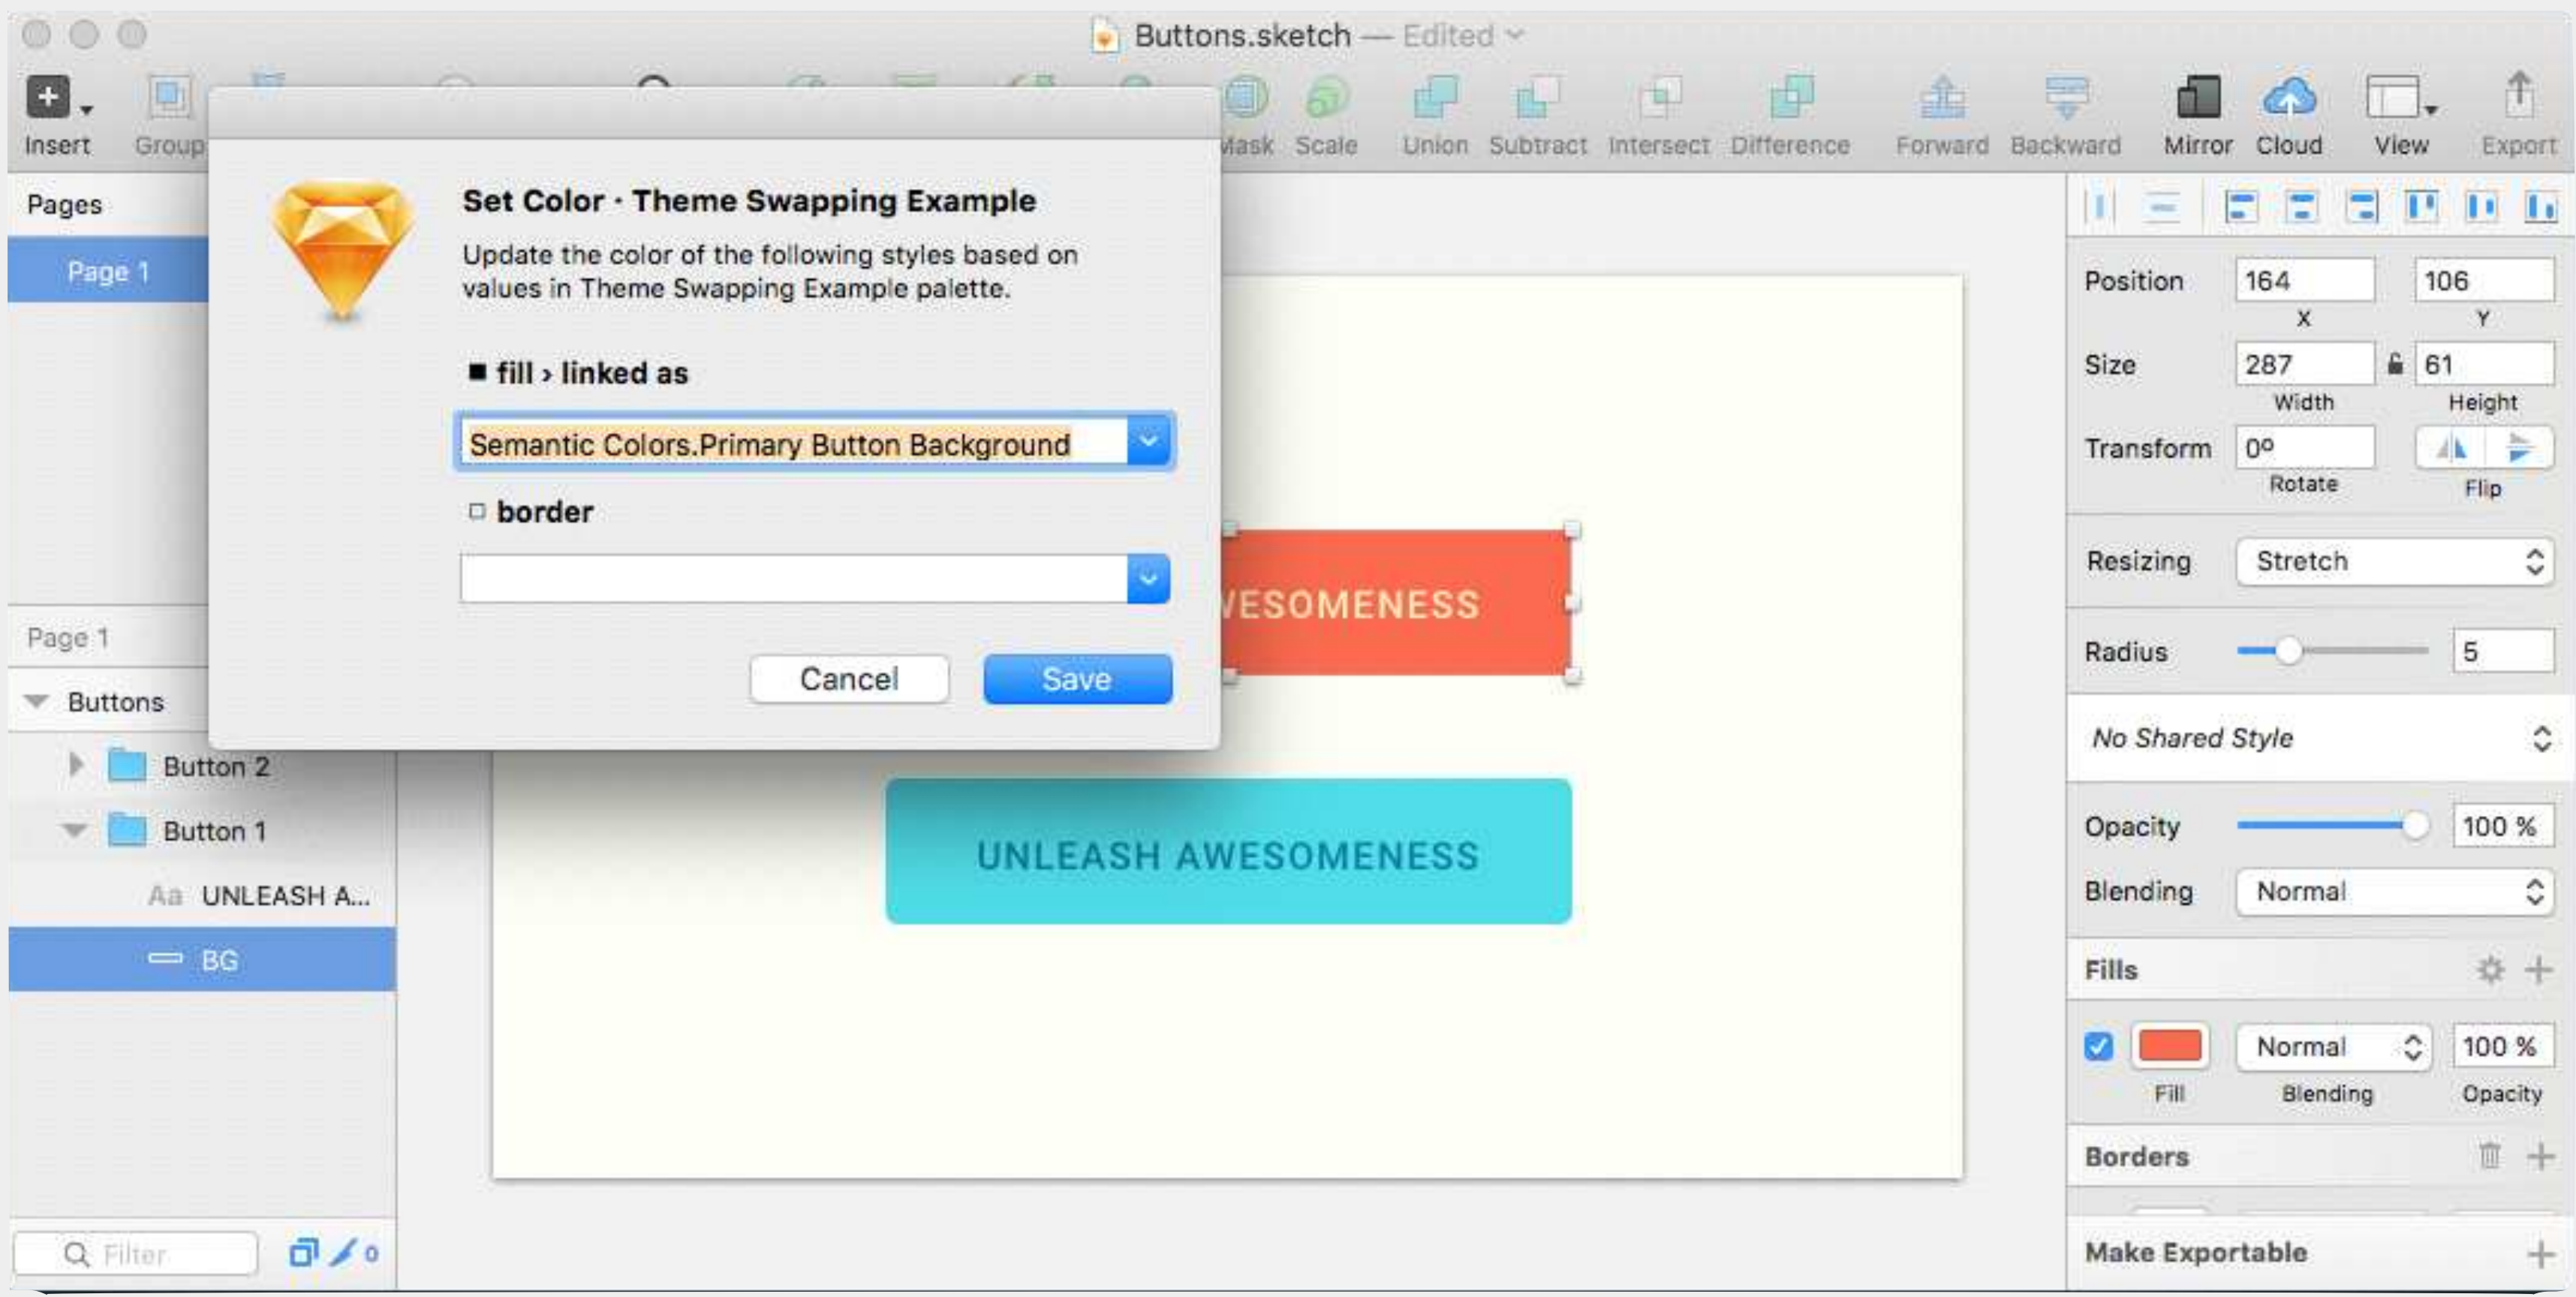 Buttons.sketch — Edited
Insert
Group
Mask
Scale
Union
Subtract
Intersect
Difference
Forward
Backward
Mirror
Cloud
View
Export
Pages
Page 1
Page 1
Buttons
Button 2
Button 1
Aa UNLEASH A...
BG
Filter
0
Set Color · Theme Swapping Example
Update the color of the following styles based on
values in Theme Swapping Example palette.
■ fill › linked as
Semantic Colors.Primary Button Background
□ border
Cancel
Save
WESOMENESS
UNLEASH AWESOMENESS
Position
164
106
X
Y
Size
287
61
Width
Height
Transform
0º
Rotate
Flip
Resizing
Stretch
Radius
5
No Shared Style
Opacity
100 %
Blending
Normal
Fills
Normal
100 %
Fill
Blending
Opacity
Borders
Make Exportable